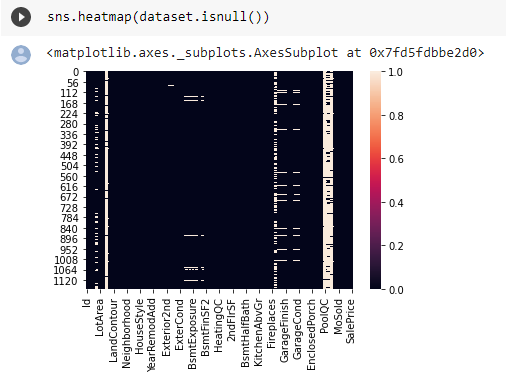 sns.heatmap(dataset.isnull())
<matplotlib.axes._subplots.AxesSubplot at 0x7fd5fdbbe2d0>
0
56
112
168
224
280
336
392
448
504
560
616
672
728
784
840
896
952
1008
1064
1120
1.0
0.8
0.6
0.4
0.2
0.0
Id
LotArea
LandContour
Neighborhood
HouseStyle
YearRemodAdd
Exterior2nd
ExterCond
BsmtExposure
BsmtFinSF2
HeatingQC
2ndFlrSF
BsmtHalfBath
KitchenAbvGr
Fireplaces
GarageFinish
GarageCond
EnclosedPorch
PoolQC
MoSold
SalePrice